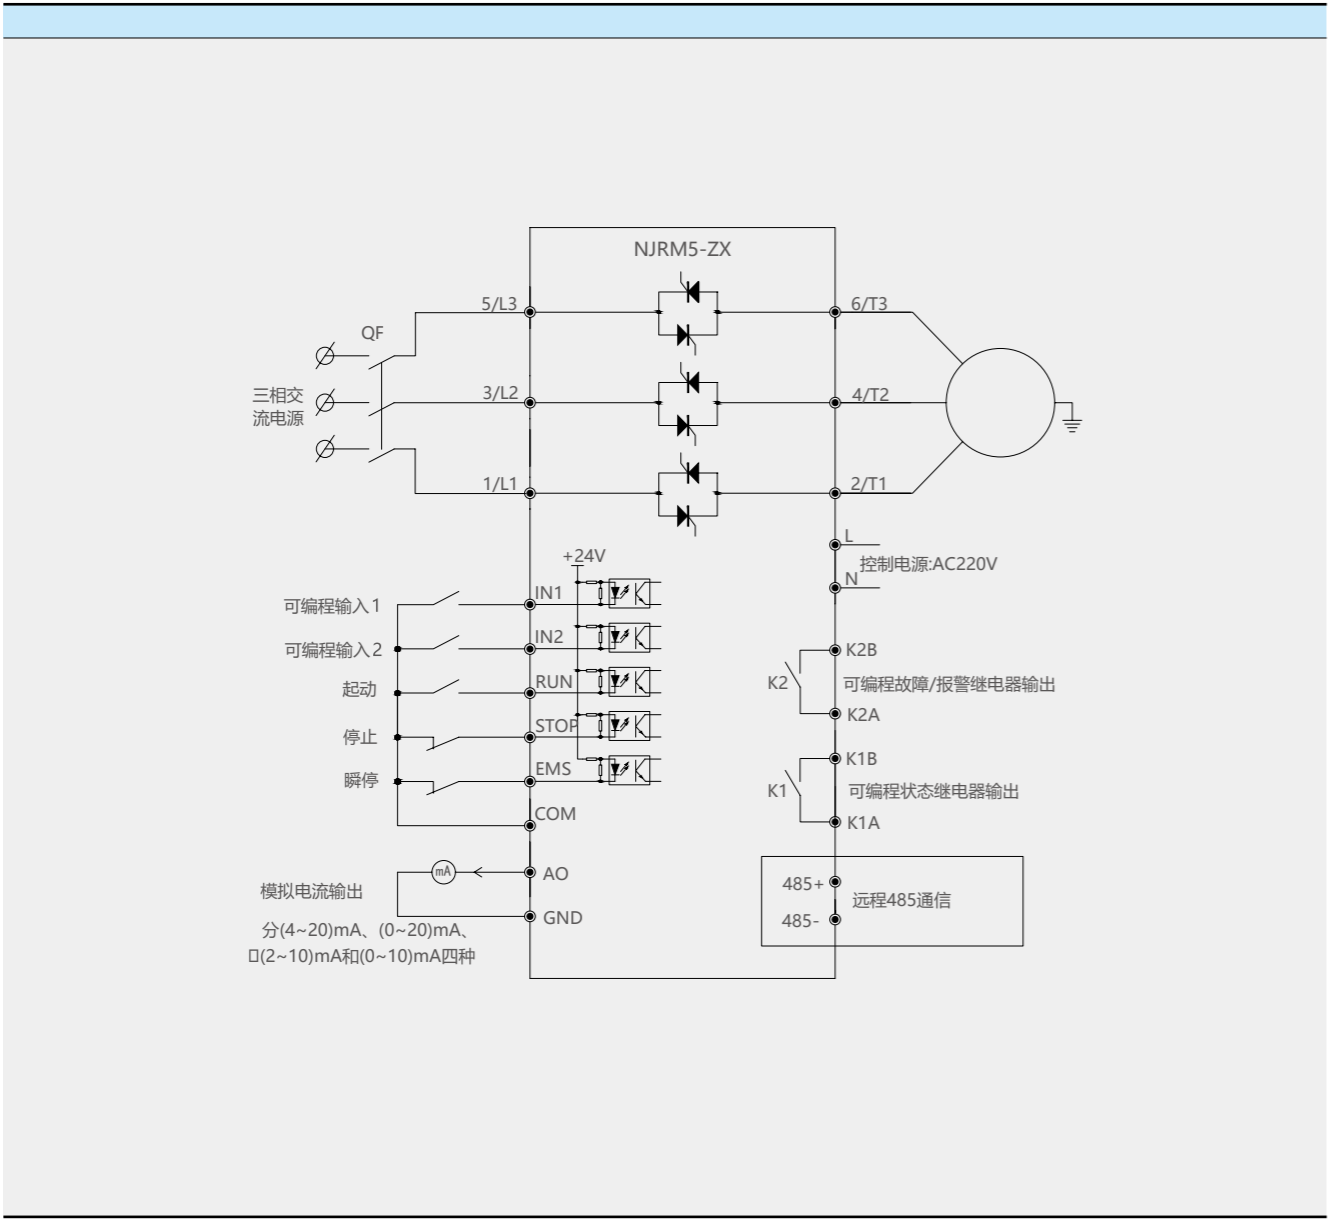 NJRM5-ZX
5/L3
6/T3
QF
三相交
流电源
3/L2
4/T2
1/L1
2/T1
L
控制电源:AC220V
N
+24V
可编程输入1
IN1
可编程输入2
IN2
起动
RUN
停止
STOP
瞬停
EMS
COM
K2B
K2
可编程故障/报警继电器输出
K2A
K1B
K1
可编程状态继电器输出
K1A
mA
AO
模拟电流输出
GND
分(4~20)mA、(0~20)mA、
(2~10)mA和(0~10)mA四种
485+
远程485通信
485-